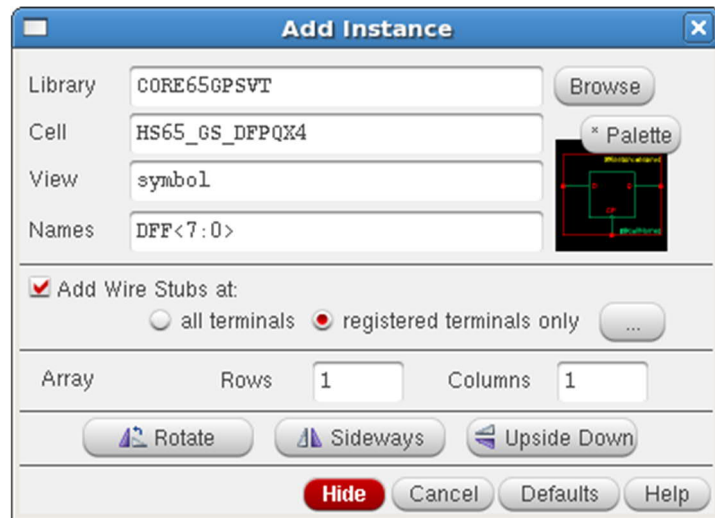 Add Instance
Library CORE65GPSVT Browse
Cell HS65_GS_DFPQX4 * Palette
View symbol
Names DFF<7:0>
Add Wire Stubs at:
all terminals registered terminals only ...
Array Rows 1 Columns 1
Rotate Sideways Upside Down
Hide Cancel Defaults Help